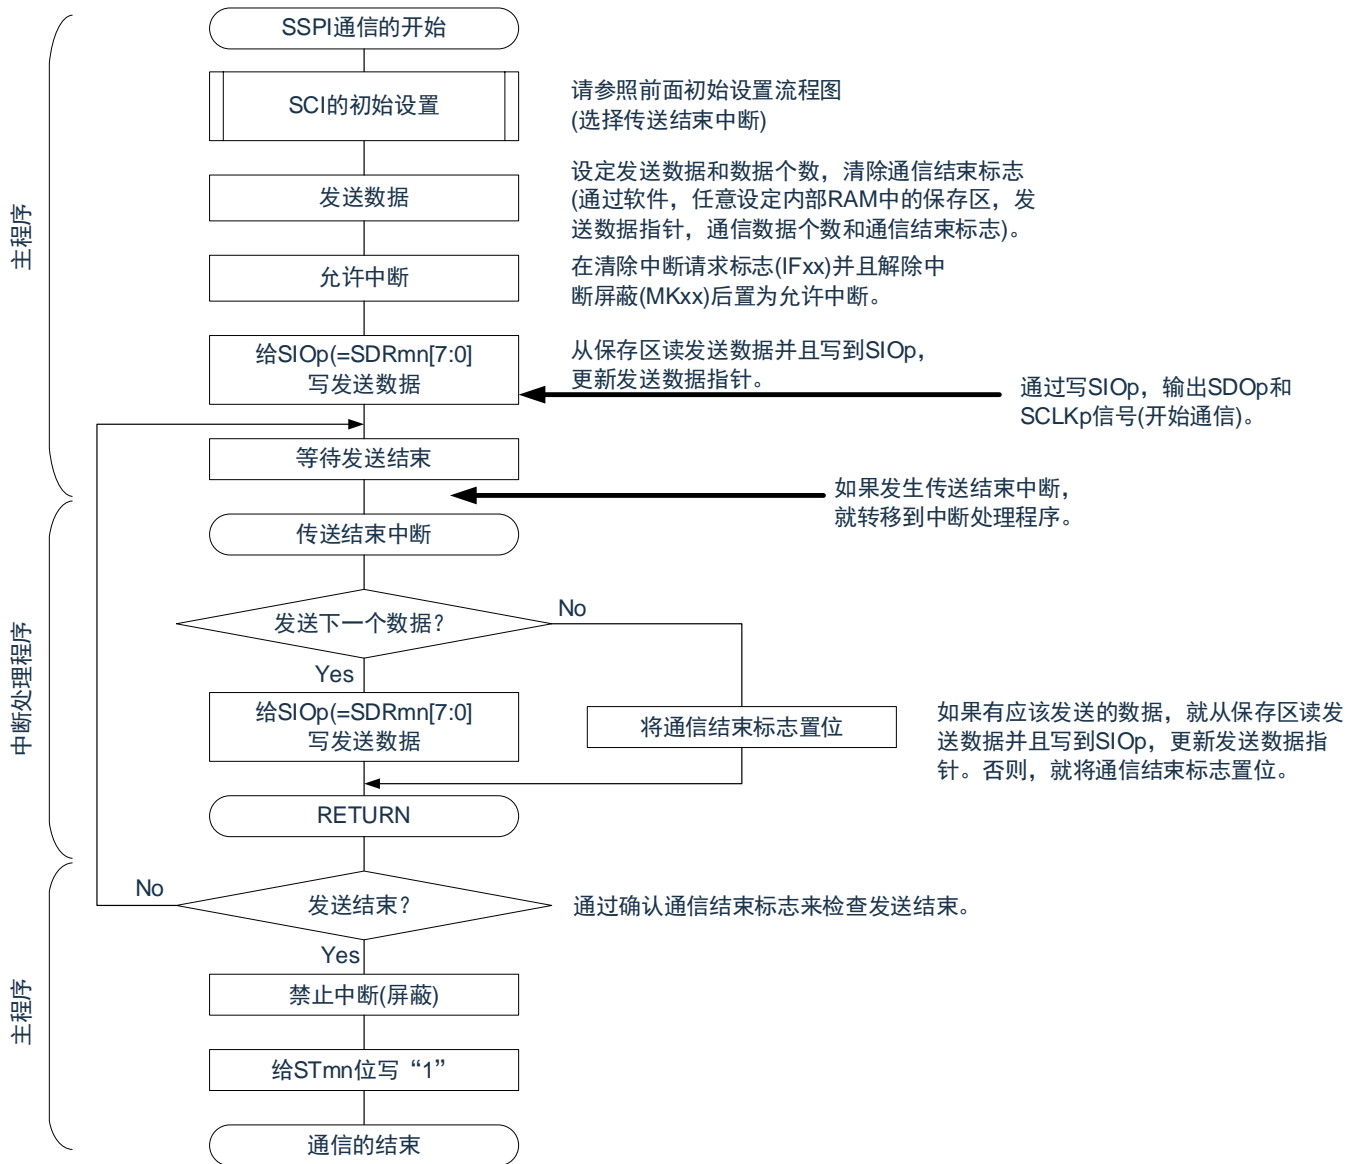 SSPI通信的开始
SCI的初始设置
请参照前面初始设置流程图
(选择传送结束中断)
发送数据
设定发送数据和数据个数，清除通信结束标志
(通过软件，任意设定内部RAM中的保存区，发
送数据指针，通信数据个数和通信结束标志)。
主程序
允许中断
在清除中断请求标志(IFxx)并且解除中
断屏蔽(MKxx)后置为允许中断。
给SIOp(=SDRmn[7:0]
写发送数据
从保存区读发送数据并且写到SIOp，
更新发送数据指针。
通过写SIOp，输出SDOp和
SCLKp信号(开始通信)。
等待发送结束
如果发生传送结束中断，
就转移到中断处理程序。
传送结束中断
发送下一个数据?
No
Yes
中断处理程序
给SIOp(=SDRmn[7:0]
写发送数据
将通信结束标志置位
如果有应该发送的数据，就从保存区读发
送数据并且写到SIOp，更新发送数据指
针。否则，就将通信结束标志置位。
RETURN
No
发送结束?
通过确认通信结束标志来检查发送结束。
Yes
主程序
禁止中断(屏蔽)
给STmn位写“1”
通信的结束